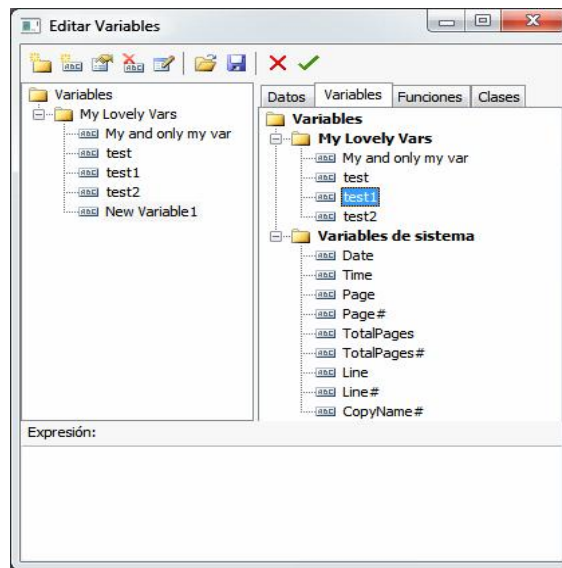 Editar Variables
Variables
My Lovely Vars
My and only my var
test
test1
test2
New Variable1
Datos
Variables
Funciones
Clases
Variables
My Lovely Vars
My and only my var
test
test1
test2
Variables de sistema
Date
Time
Page
Page#
TotalPages
TotalPages#
Line
Line#
CopyName#
Expresión: